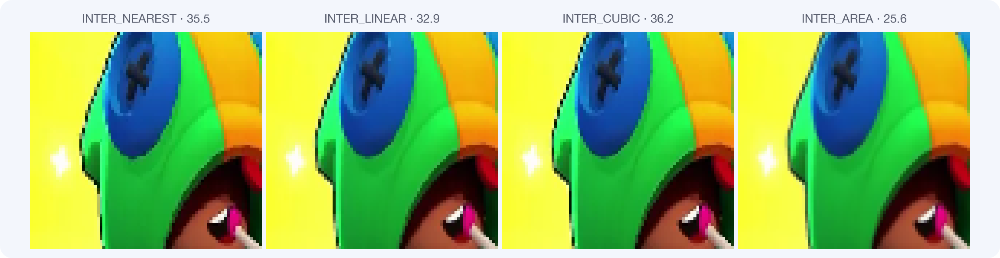 INTER_NEAREST · 35.5
INTER_LINEAR · 32.9
INTER_CUBIC · 36.2
INTER_AREA · 25.6